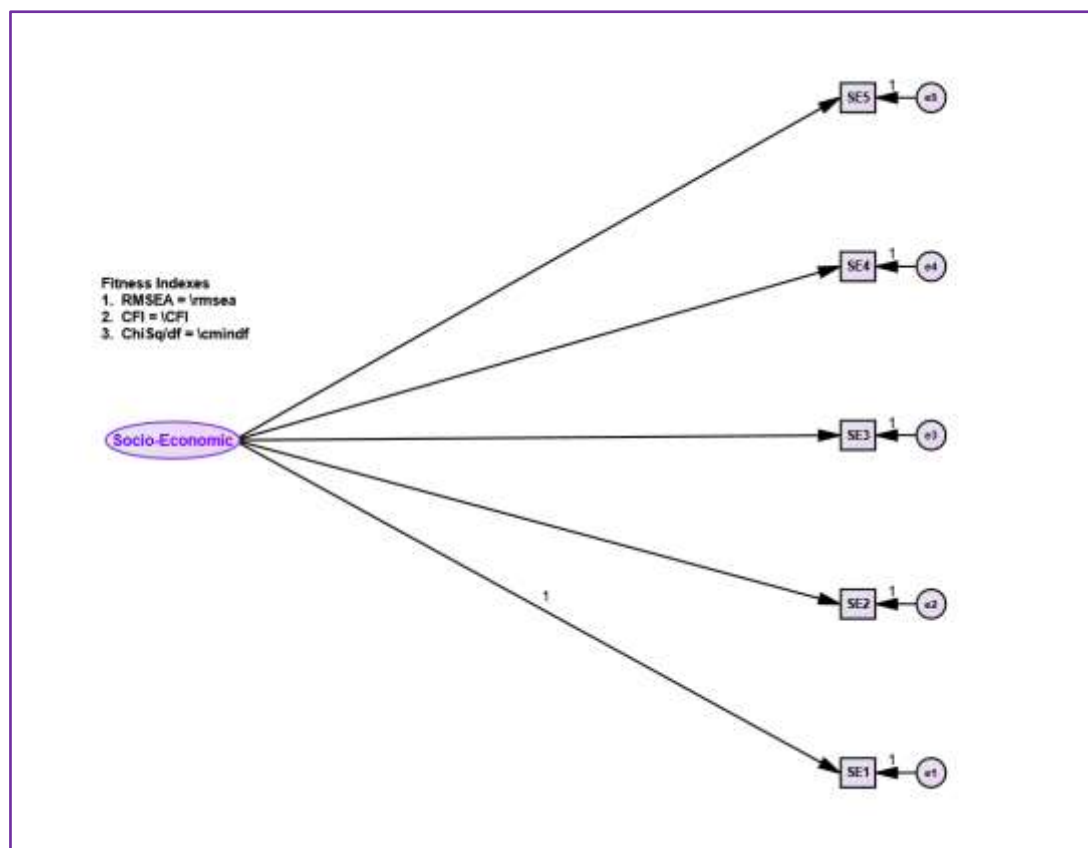 1
SE5
e5
1
SE4
e4
Fitness Indexes
1. RMSEA = \rmsea
2. CFI = \CFI
3. ChiSq/df = \cmindf
Socio-Economic
1
SE3
e3
1
1
SE2
e2
1
SE1
e1